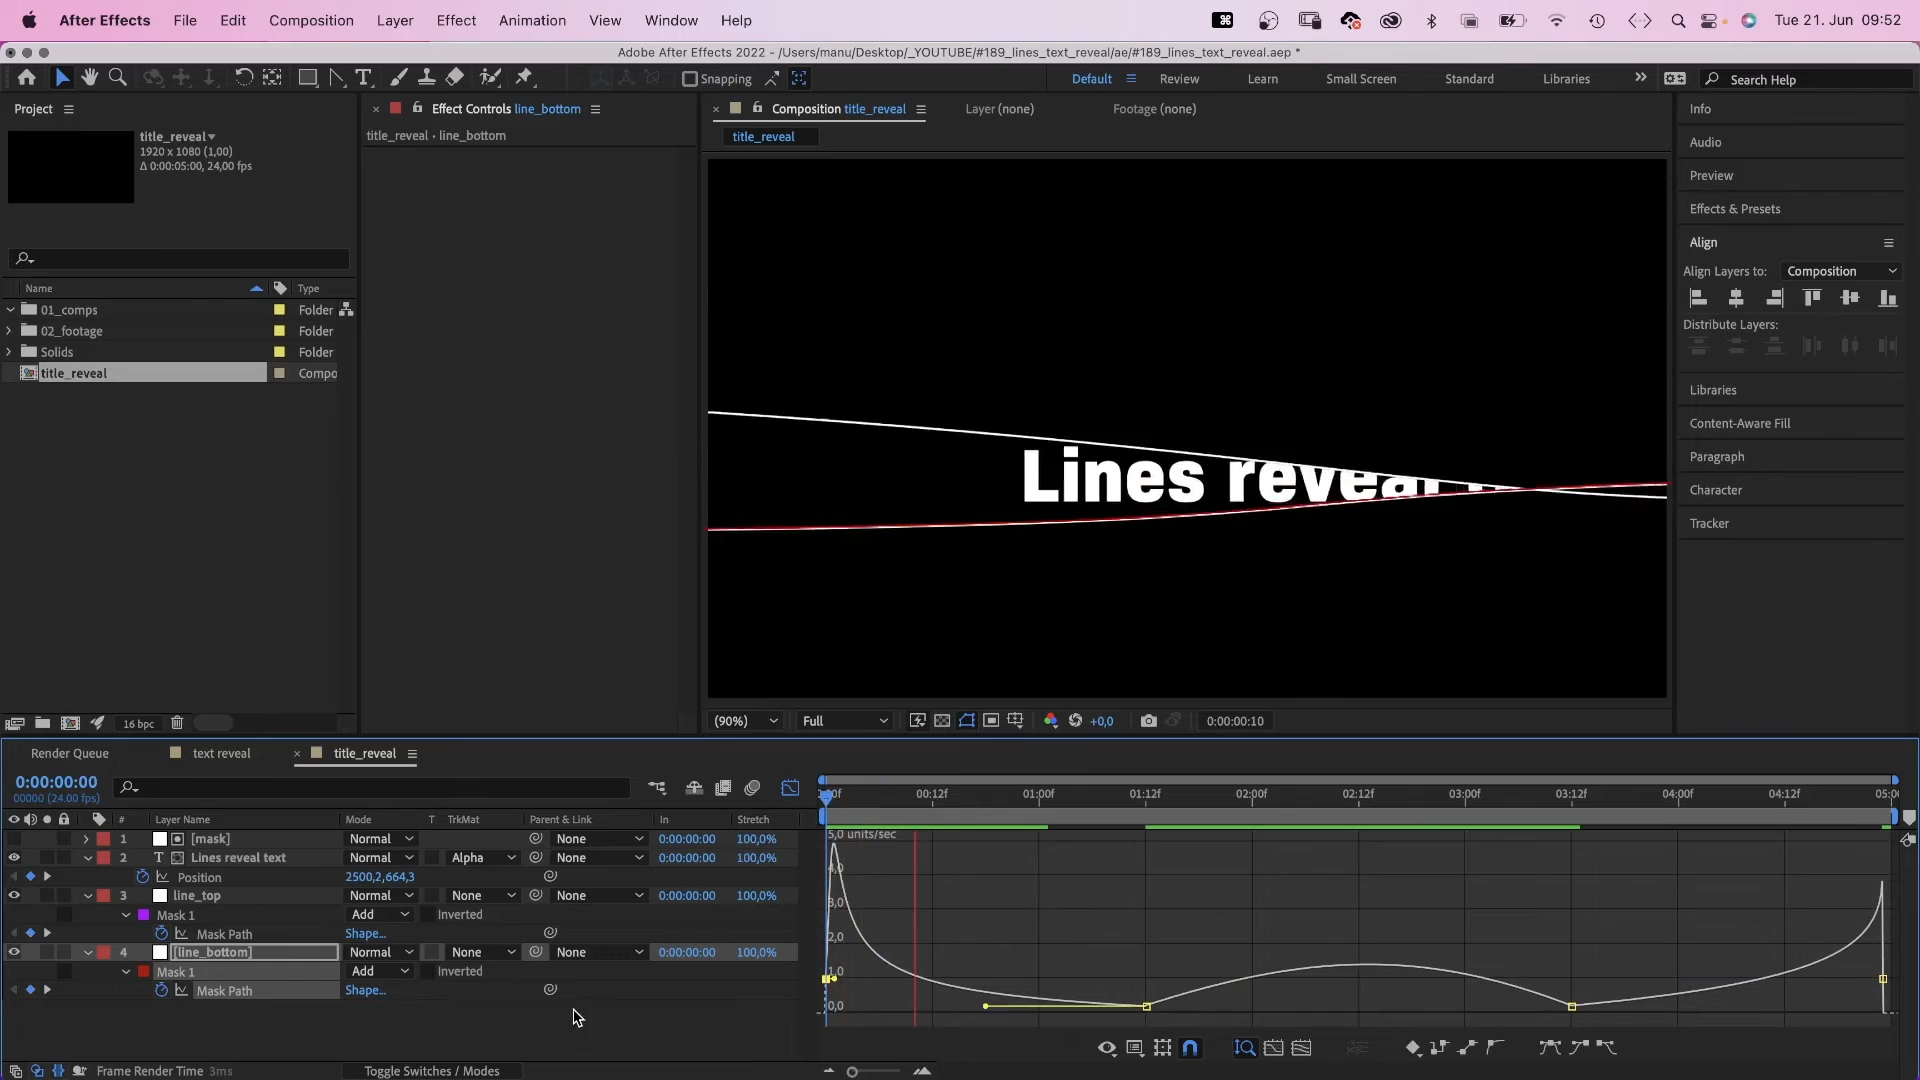 After Effects File Edit Composition Layer Effect Animation View Window Help Tue 21. Jun 09:52
Adobe After Effects 2022 - /Users/manu/Desktop/_YOUTUBE/#189_lines_text_reveal/ae/#189_lines_text_reveal.aep *
Snapping Default Review Learn Small Screen Standard Libraries Search Help
Project
title_reveal
1920 x 1080 (1,00)
Δ 0:00:05:00, 24,00 fps
Name Type
01_comps Folder
02_footage Folder
Solids Folder
title_reveal Compo
16 bpc
Effect Controls line_bottom
title_reveal • line_bottom
Composition title_reveal Layer (none) Footage (none)
title_reveal
Lines reveal
(90%) Full +0,0 0:00:00:10
Info
Audio
Preview
Effects & Presets
Align
Align Layers to: Composition
Distribute Layers:
Libraries
Content-Aware Fill
Paragraph
Character
Tracker
Render Queue text reveal title_reveal
0:00:00:00
00000 (24.00 fps)
# Layer Name Mode T TrkMat Parent & Link In Stretch
1 [mask] Normal None 0:00:00:00 100,0%
2 Lines reveal text Normal Alpha None 0:00:00:00 100,0%
Position 2500,2,664,3
3 line_top Normal None None 0:00:00:00 100,0%
Mask 1 Add Inverted
Mask Path Shape...
4 [line_bottom] Normal None None 0:00:00:00 100,0%
Mask 1 Add Inverted
Mask Path Shape...
00:12f 01:00f 01:12f 02:00f 02:12f 03:00f 03:12f 04:00f 04:12f 05:00
5,0 units/sec
4,0
3,0
2,0
1,0
0,0
Frame Render Time 3ms Toggle Switches / Modes